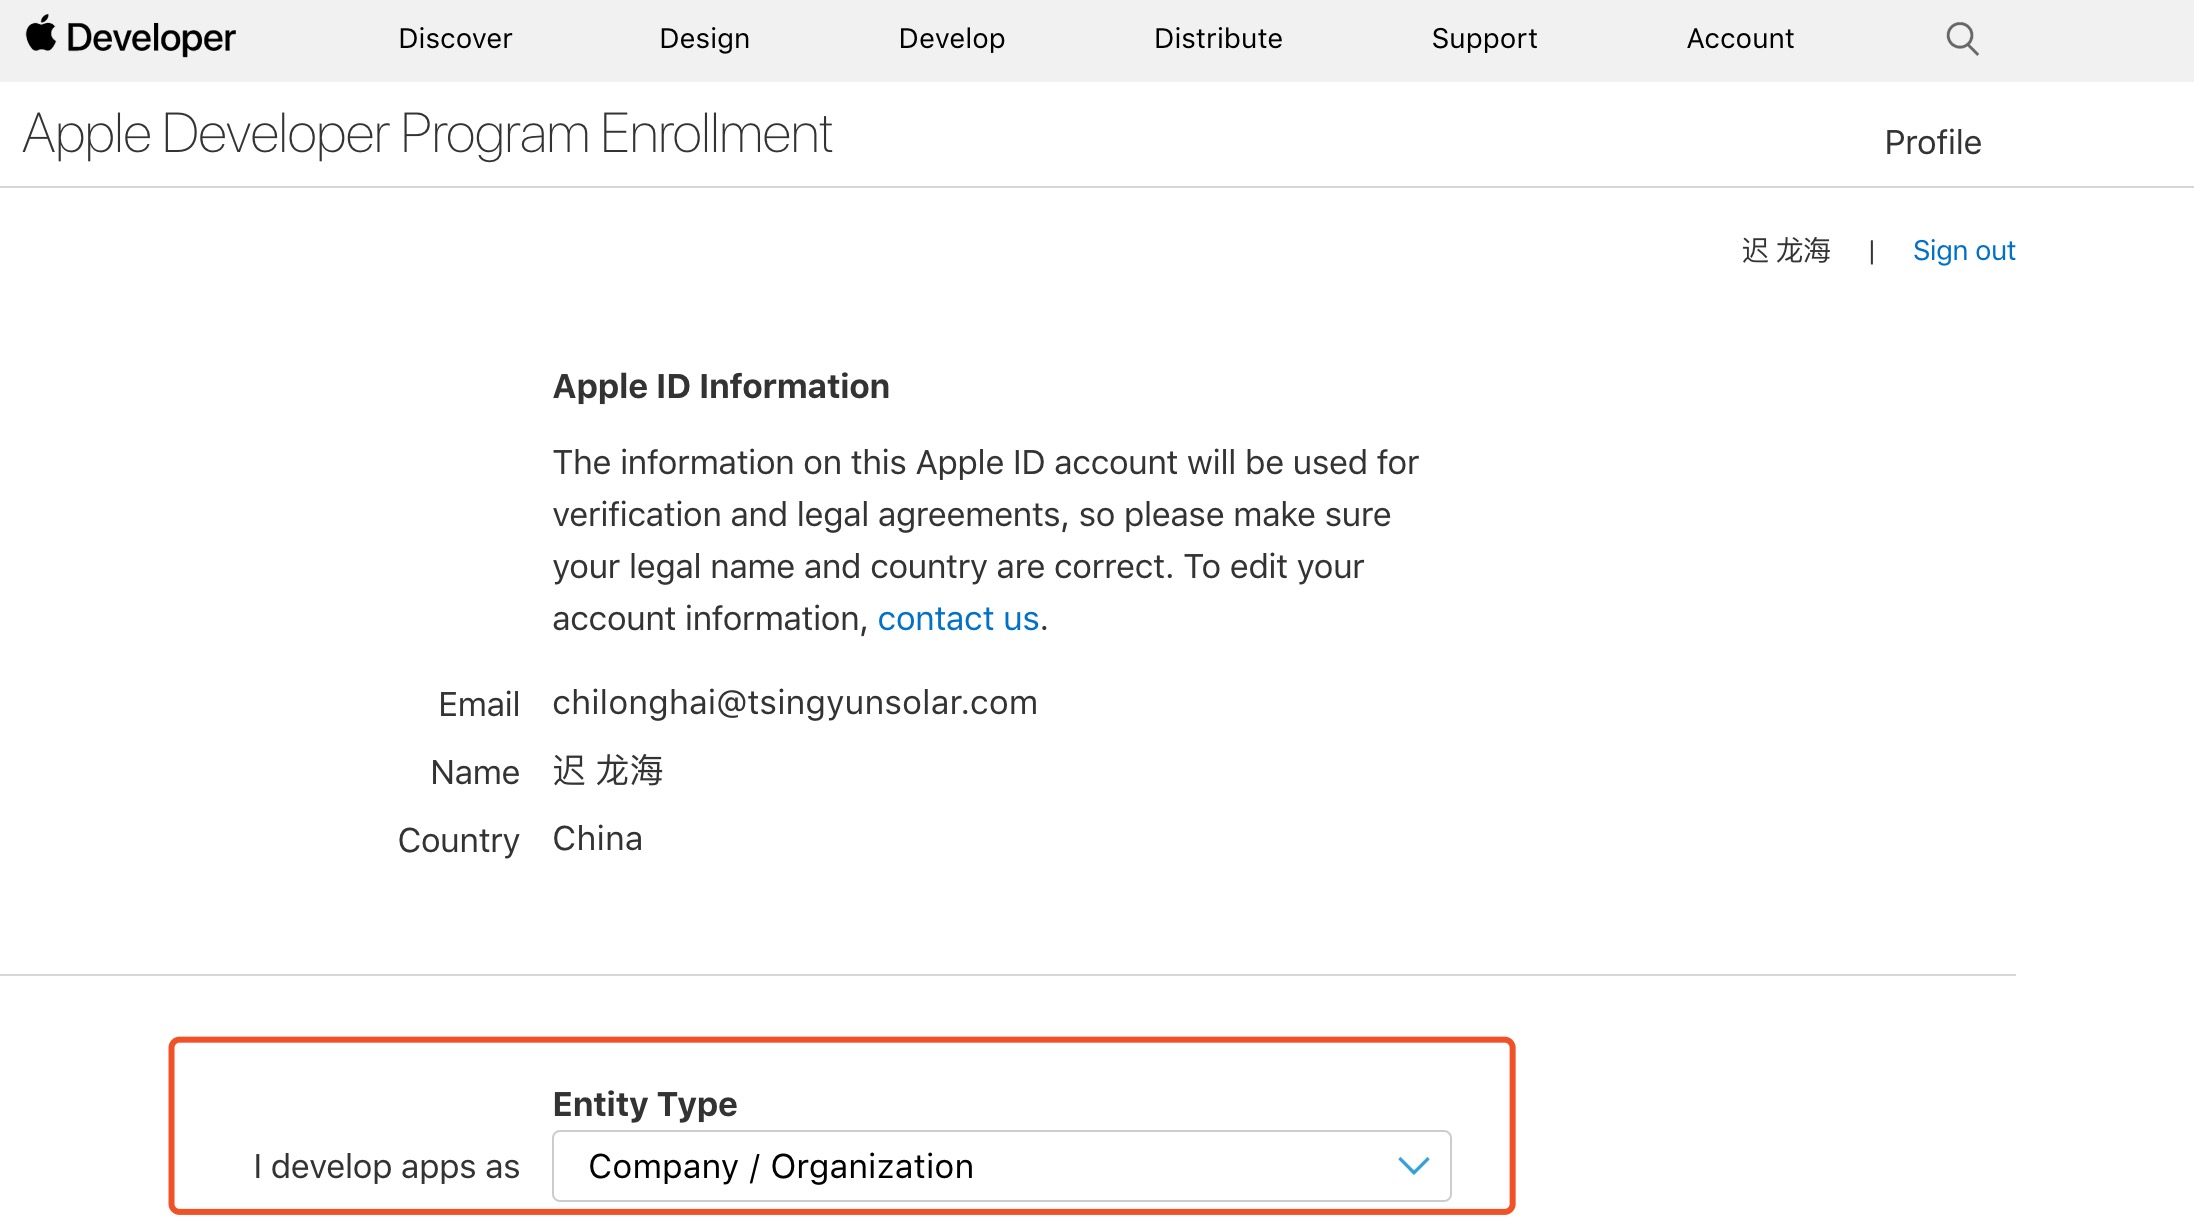 Developer Discover Design Develop Distribute Support Account
Apple Developer Program Enrollment Profile
迟 龙海 | Sign out
Apple ID Information
The information on this Apple ID account will be used for
verification and legal agreements, so please make sure
your legal name and country are correct. To edit your
account information, contact us.
Email chilonghai@tsingyunsolar.com
Name 迟 龙海
Country China
Entity Type
I develop apps as Company / Organization